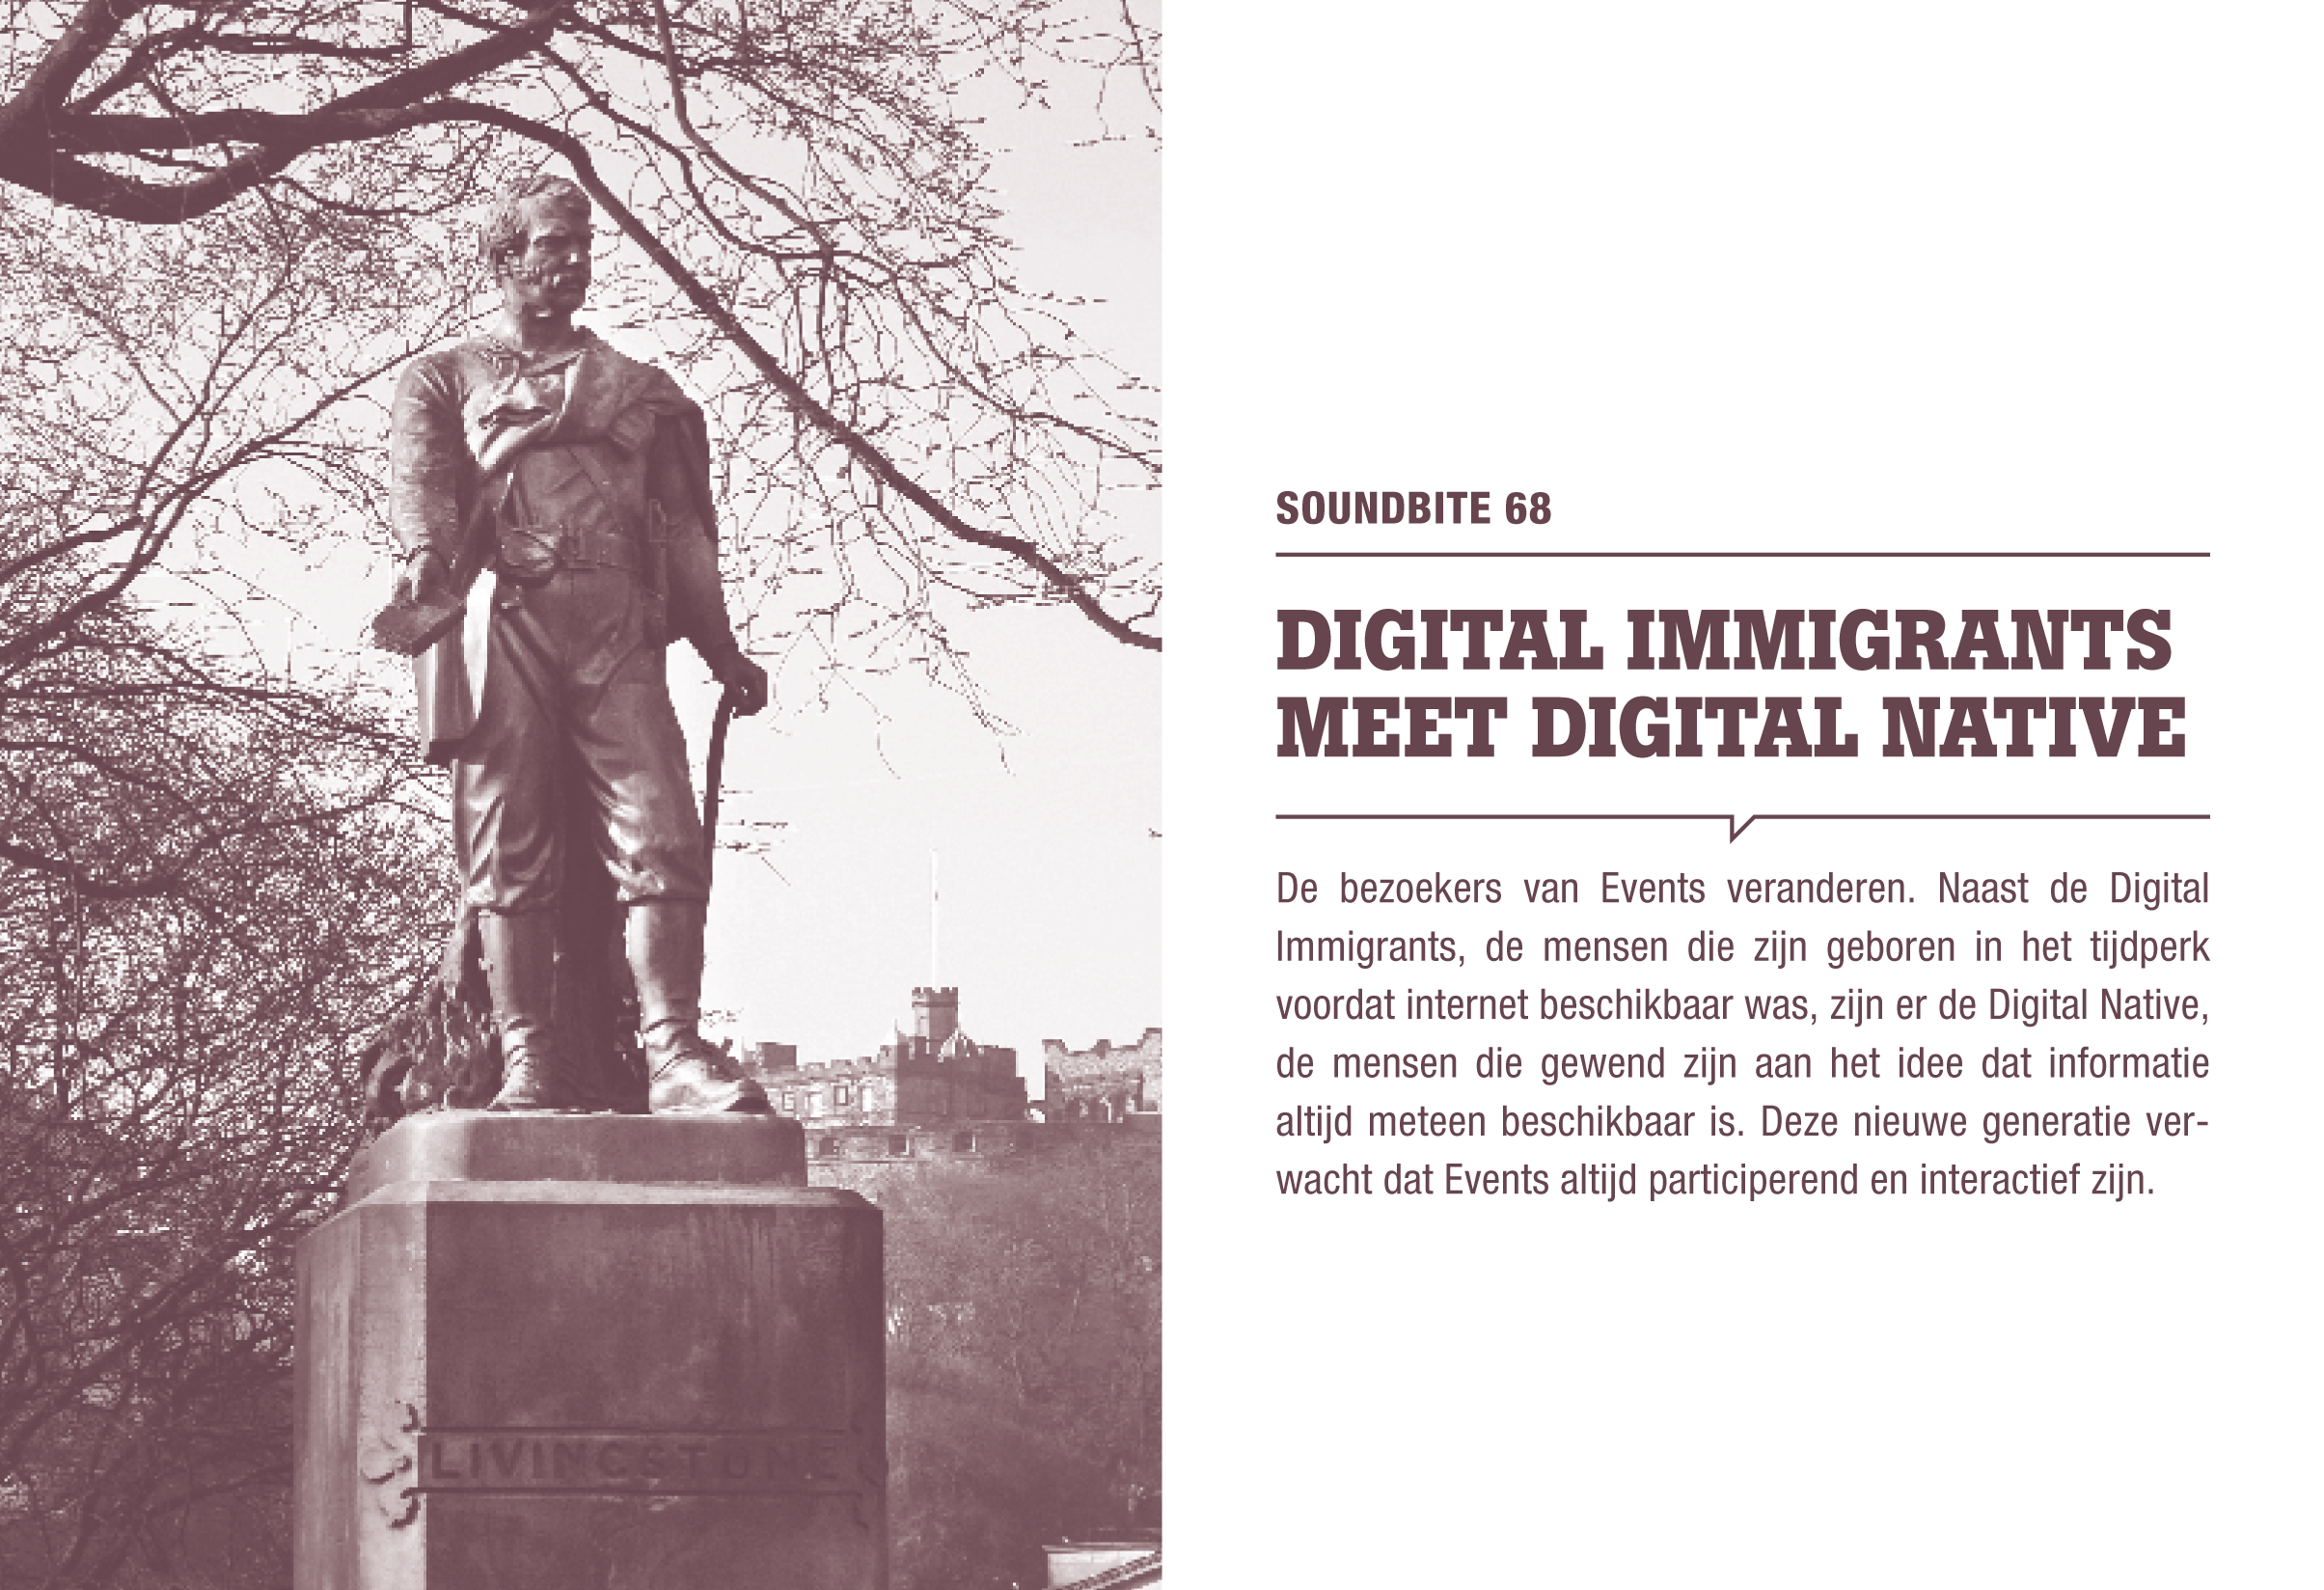 SOUNDBITE 68
DIGITAL IMMIGRANTS
MEET DIGITAL NATIVE
De bezoekers van Events veranderen. Naast de Digital
Immigrants, de mensen die zijn geboren in het tijdperk
voordat internet beschikbaar was, zijn er de Digital Native,
de mensen die gewend zijn aan het idee dat informatie
altijd meteen beschikbaar is. Deze nieuwe generatie ver-
wacht dat Events altijd participerend en interactief zijn.
LIVINGSTONE